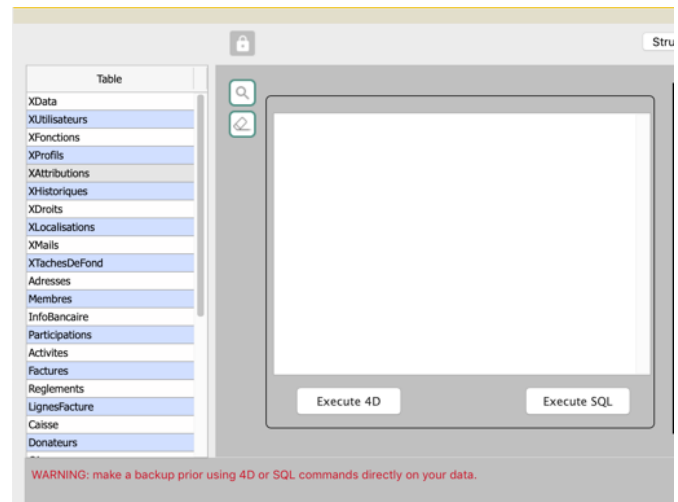 Stru
Table
XData
XUtilisateurs
XFonctions
XProfils
XAttributions
XHistoriques
XDroits
XLocalisations
XMails
XTachesDeFond
Adresses
Membres
InfoBancaire
Participations
Activites
Factures
Reglements
LignesFacture
Caisse
Donateurs
Execute 4D
Execute SQL
WARNING: make a backup prior using 4D or SQL commands directly on your data.